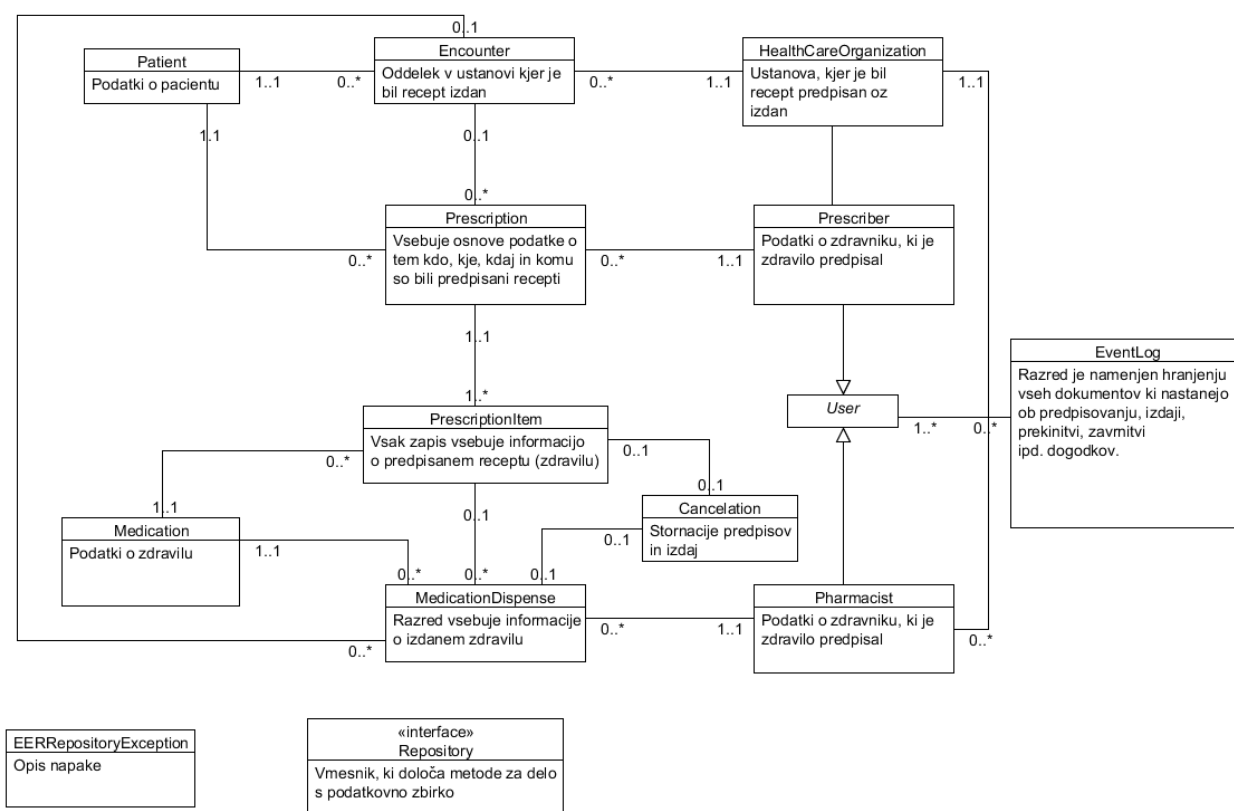 0..1
Encounter
Oddelek v ustanovi kjer je
bil recept izdan
HealthCareOrganization
Ustanova, kjer je bil
recept predpisan oz
izdan
Patient
Podatki o pacientu
1..1
0..*
0..*
1..1
1..1
1.1
0..1
0..*
Prescription
Vsebuje osnove podatke o
tem kdo, kje, kdaj in komu
so bili predpisani recepti
Prescriber
Podatki o zdravniku, ki je
zdravilo predpisal
0..*
0..*
1..1
1..1
1..*
EventLog
Razred je namenjen hranjenju
vseh dokumentov ki nastanejo
ob predpisovanju, izdaji,
prekinitvi, zavrnitvi
ipd. dogodkov.
User
1..*
0..*
PrescriptionItem
Vsak zapis vsebuje informacijo
o predpisanem receptu (zdravilu)
0..*
0..1
0..1
1..1
Cancelation
Stornacije predpisov
in izdaj
0..1
0..1
Medication
Podatki o zdravilu
1..1
0..*
0..*
0..1
MedicationDispense
Razred vsebuje informacije
o izdanem zdravilu
Pharmacist
Podatki o zdravniku, ki je
zdravilo predpisal
0..*
0..*
1..1
0..*
EERRepositoryException
Opis napake
«interface»
Repository
Vmesnik, ki določa metode za delo
s podatkovno zbirko